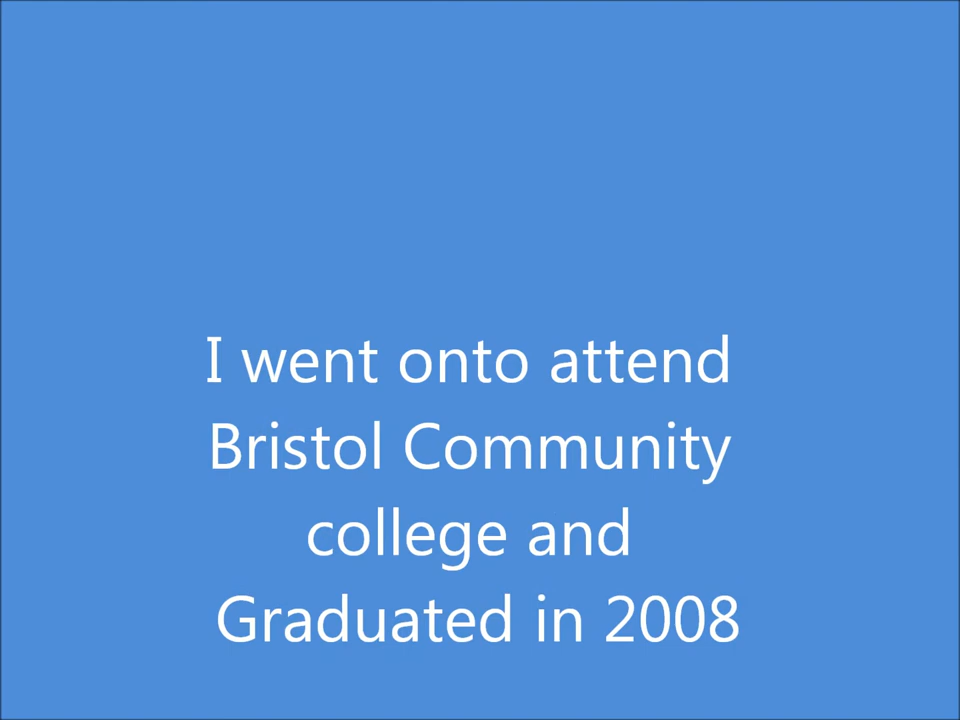 I went onto attend
Bristol Community
college and
Graduated in 2008